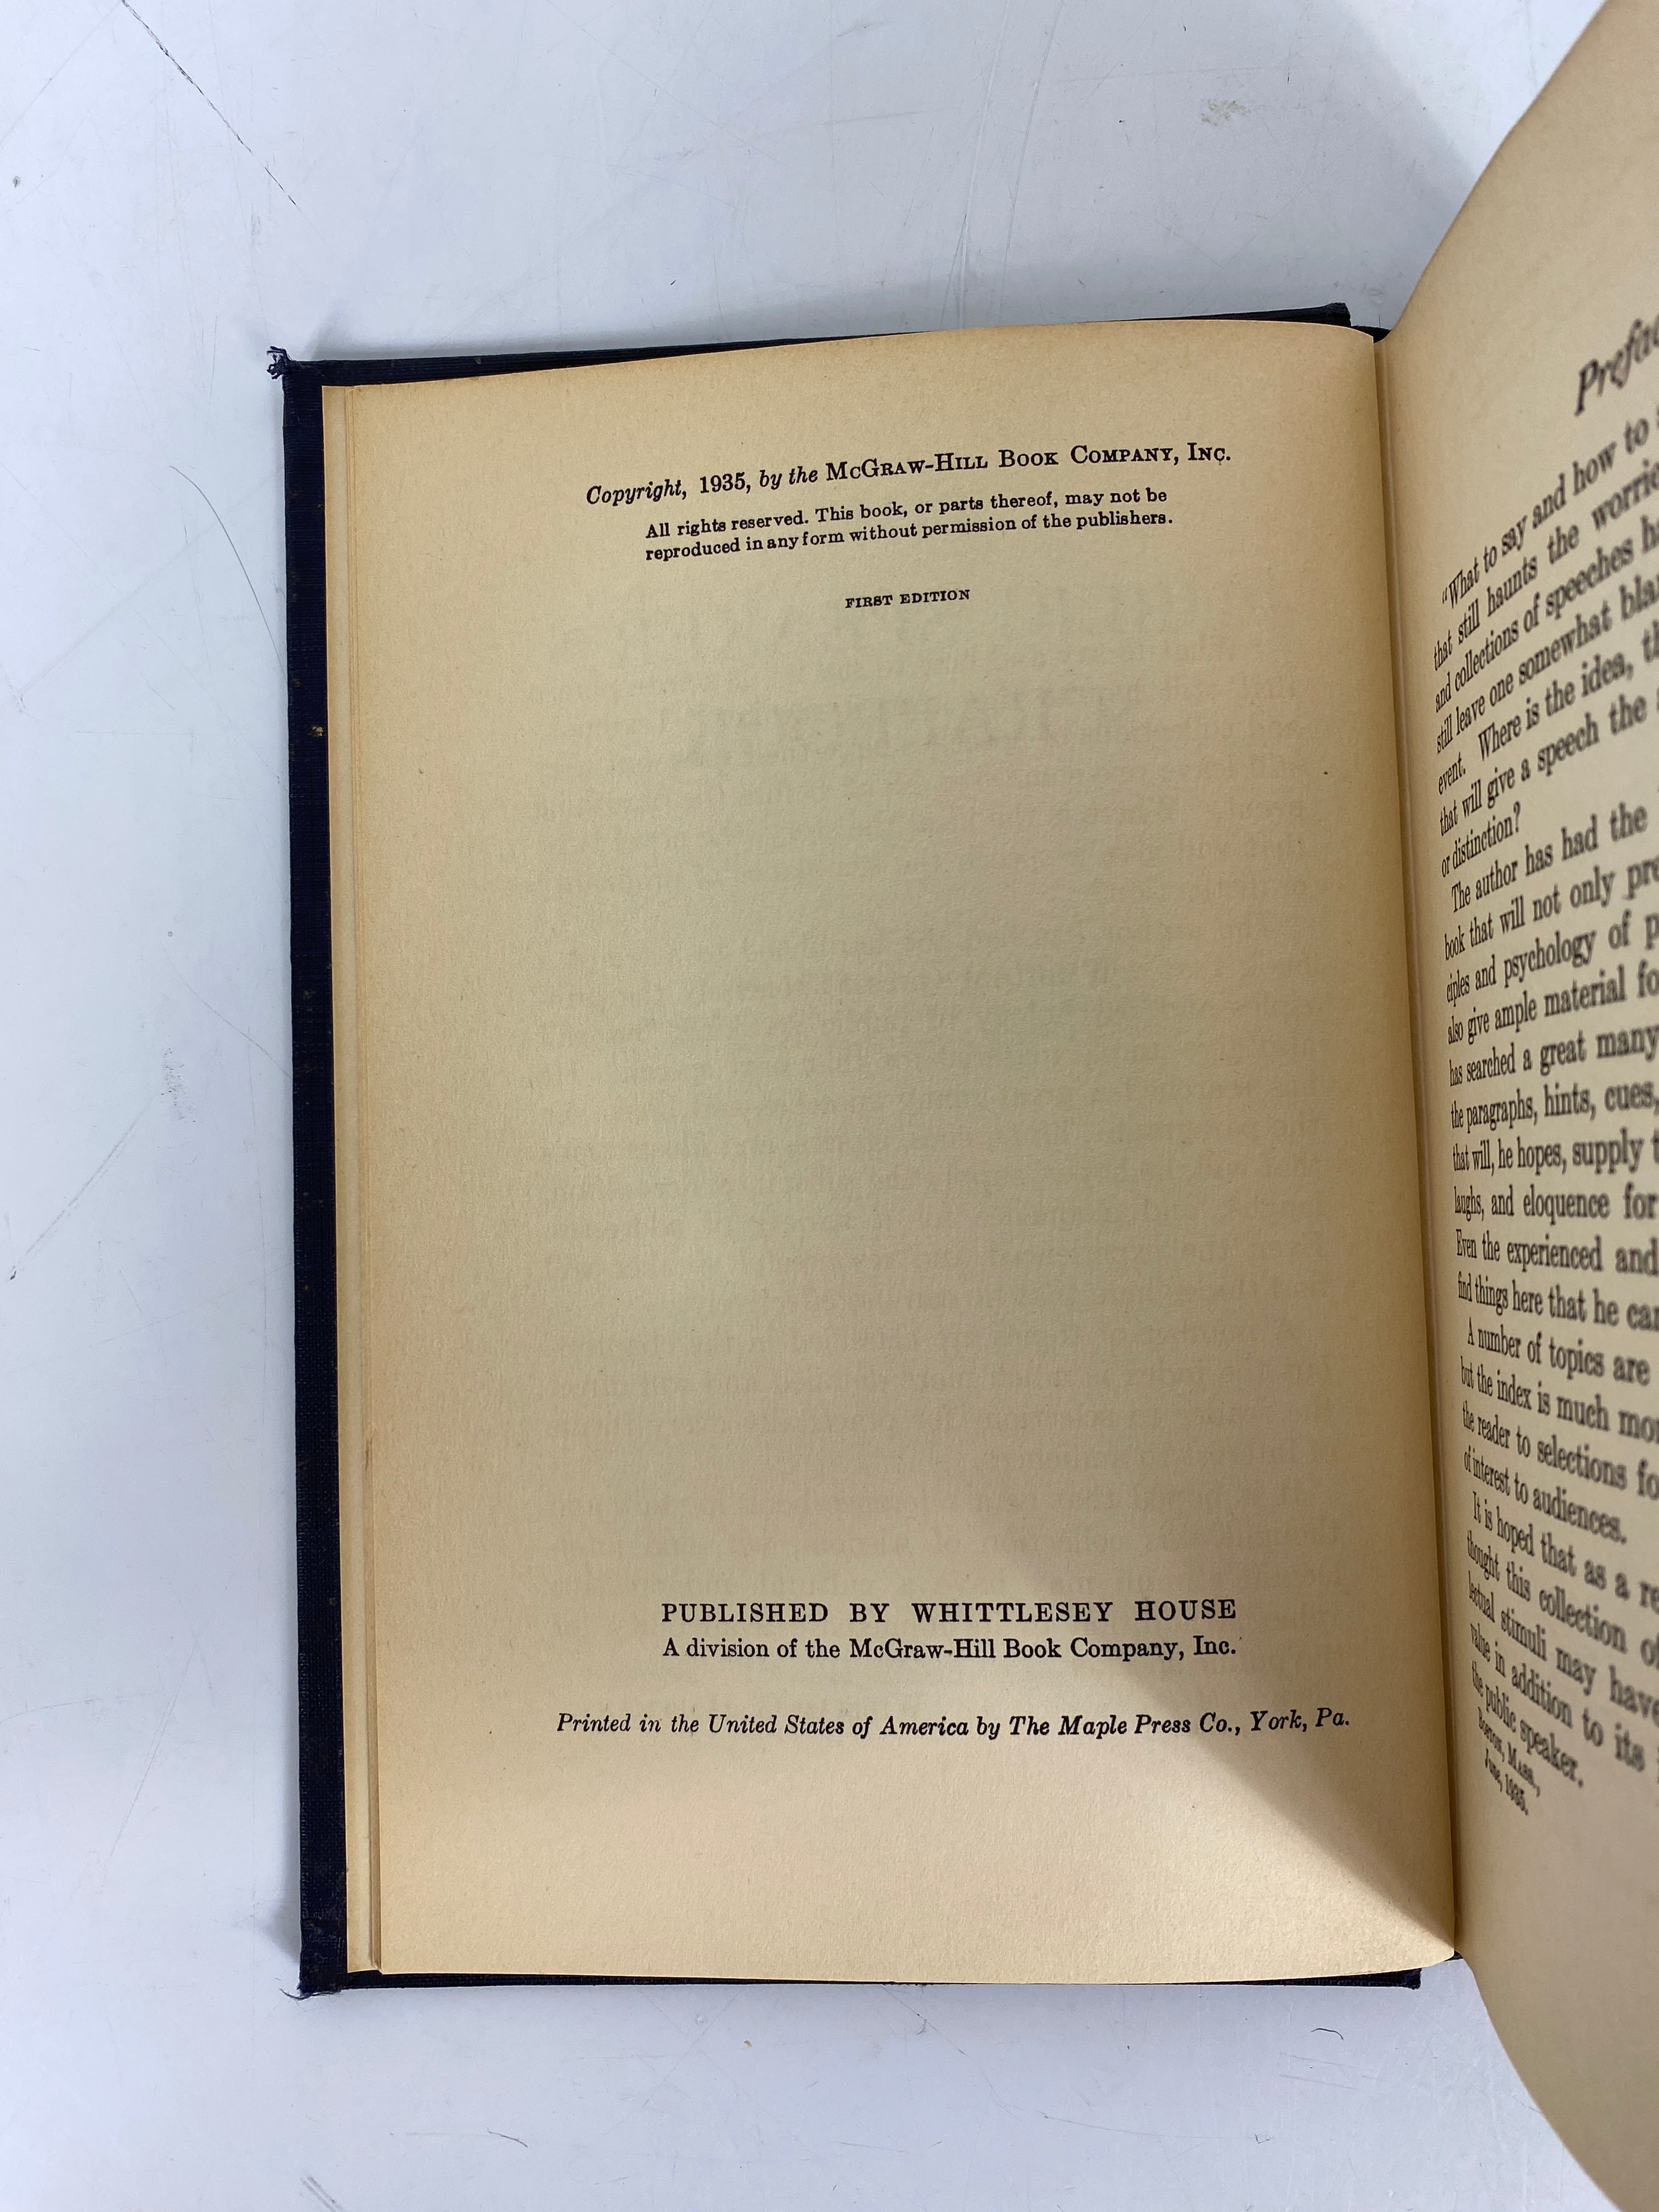 Copyright, 1935, by the McGraw-Hill Book Company, Inc.
All rights reserved. This book, or parts thereof, may not be
reproduced in any form without permission of the publishers.
FIRST EDITION
PUBLISHED BY WHITTLESEY HOUSE
A division of the McGraw-Hill Book Company, Inc.
Printed in the United States of America by The Maple Press Co., York, Pa.
"What to say and how to
that still haunts the
and collections of speeches
still leave one somewhat
event. Where is the idea,
that will give a speech the
or distinction?
The author has had the
book that will not only
ciples and psychology of
also give ample material
has searched a great many
the paragraphs, hints, cues,
that will, he hopes, supply
laughs, and eloquence for
Even the experienced and
find things here that he
A number of topics are
but the index is much
the reader to selections
of interest to audiences.
It is hoped that as a
thought this collection
lectual stimuli may have
value in addition to its
the public speaker.
Boston, Mass.,
June, 1935.